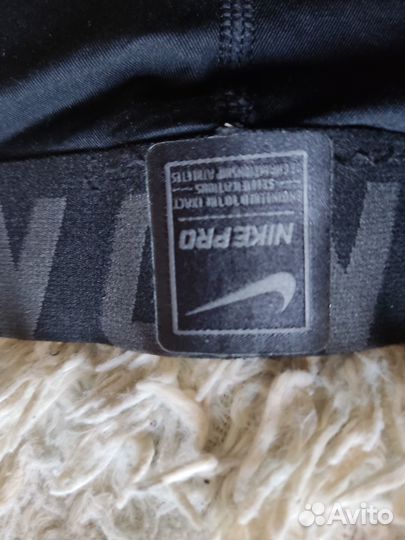 NIKE PRO
ENGINEERED TO THE EXACT
SPECIFICATIONS OF
CHAMPIONSHIP ATHLETES
Avito